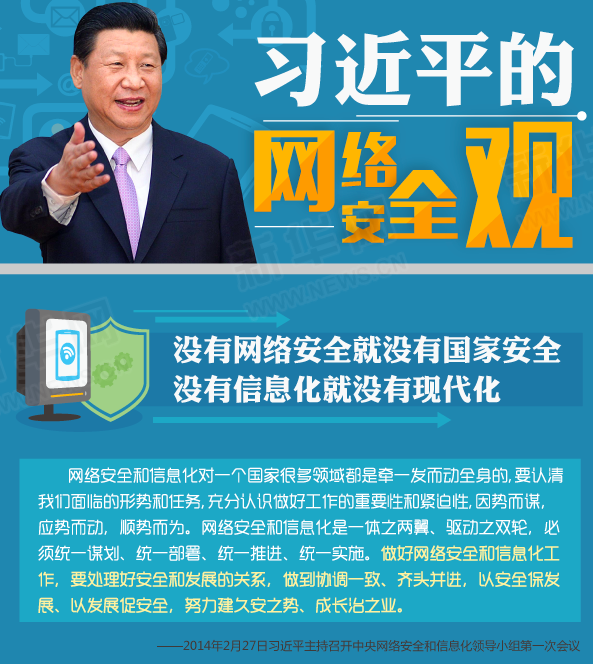 习近平的
网络
安全观
没有网络安全就没有国家安全
没有信息化就没有现代化
网络安全和信息化对一个国家很多领域都是牵一发而动全身的,要认清
我们面临的形势和任务,充分认识做好工作的重要性和紧迫性,因势而谋,
应势而动，顺势而为。网络安全和信息化是一体之两翼、驱动之双轮，必
须统一谋划、统一部署、统一推进、统一实施。做好网络安全和信息化工
作，要处理好安全和发展的关系，做到协调一致、齐头并进，以安全保发
展、以发展促安全，努力建久安之势、成长治之业。
——2014年2月27日习近平主持召开中央网络安全和信息化领导小组第一次会议
新华网
WWW.NEWS.CN